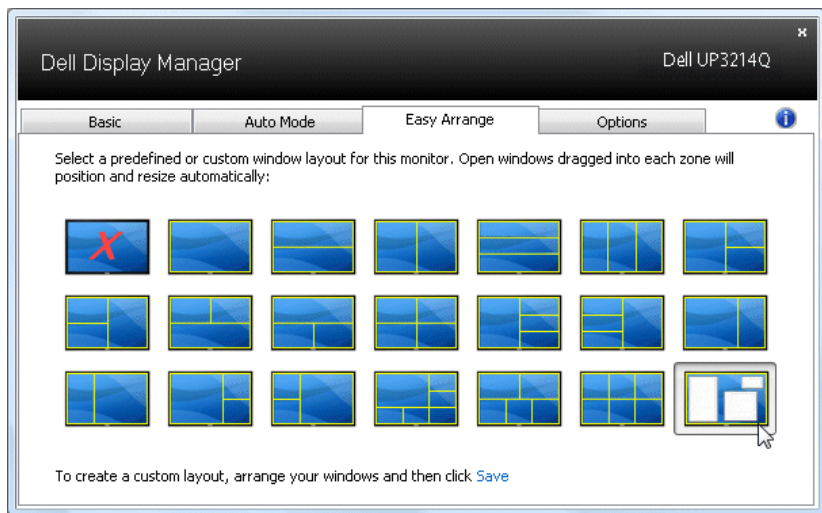 Dell Display Manager
Dell UP3214Q
Basic
Auto Mode
Easy Arrange
Options
Select a predefined or custom window layout for this monitor. Open windows dragged into each zone will
position and resize automatically:
To create a custom layout, arrange your windows and then click Save